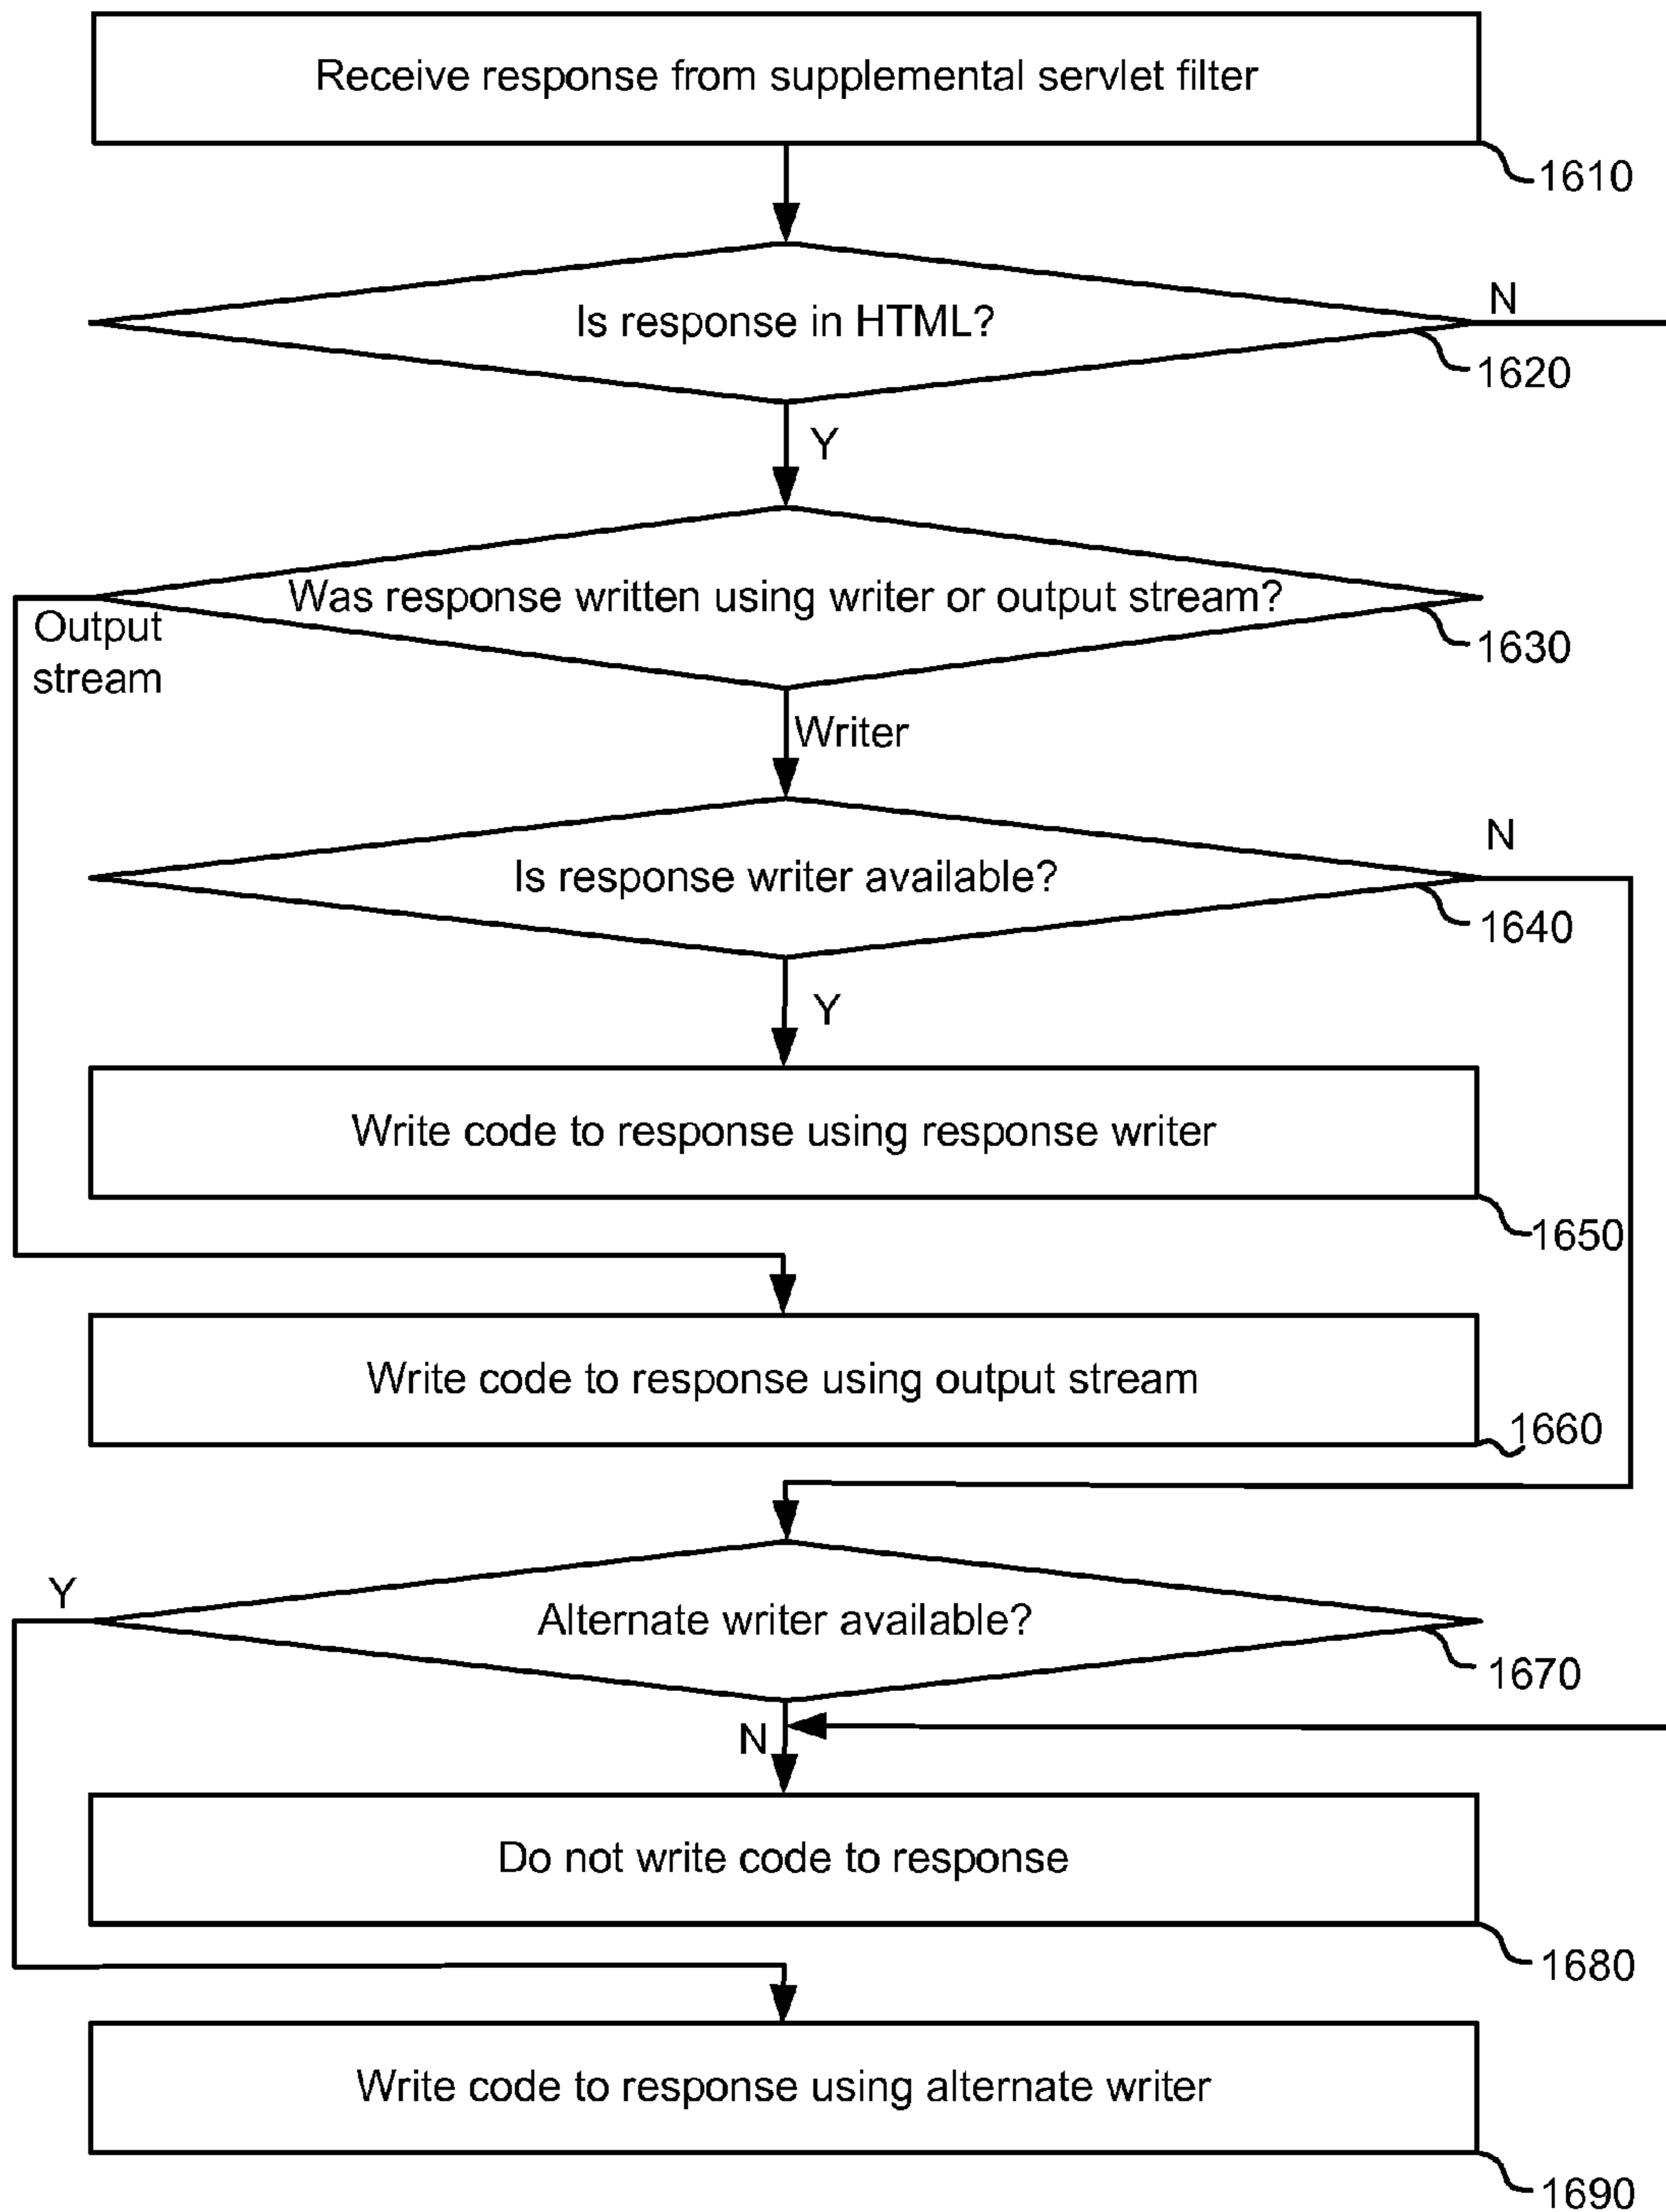 Receive response from supplemental servlet filter
1610
Is response in HTML?
N
1620
Y
Was response written using writer or output stream?
Output
stream
1630
Writer
N
Is response writer available?
1640
Y
Write code to response using response writer
1650
Write code to response using output stream
1660
Y
Alternate writer available?
1670
N
Do not write code to response
1680
Write code to response using alternate writer
1690